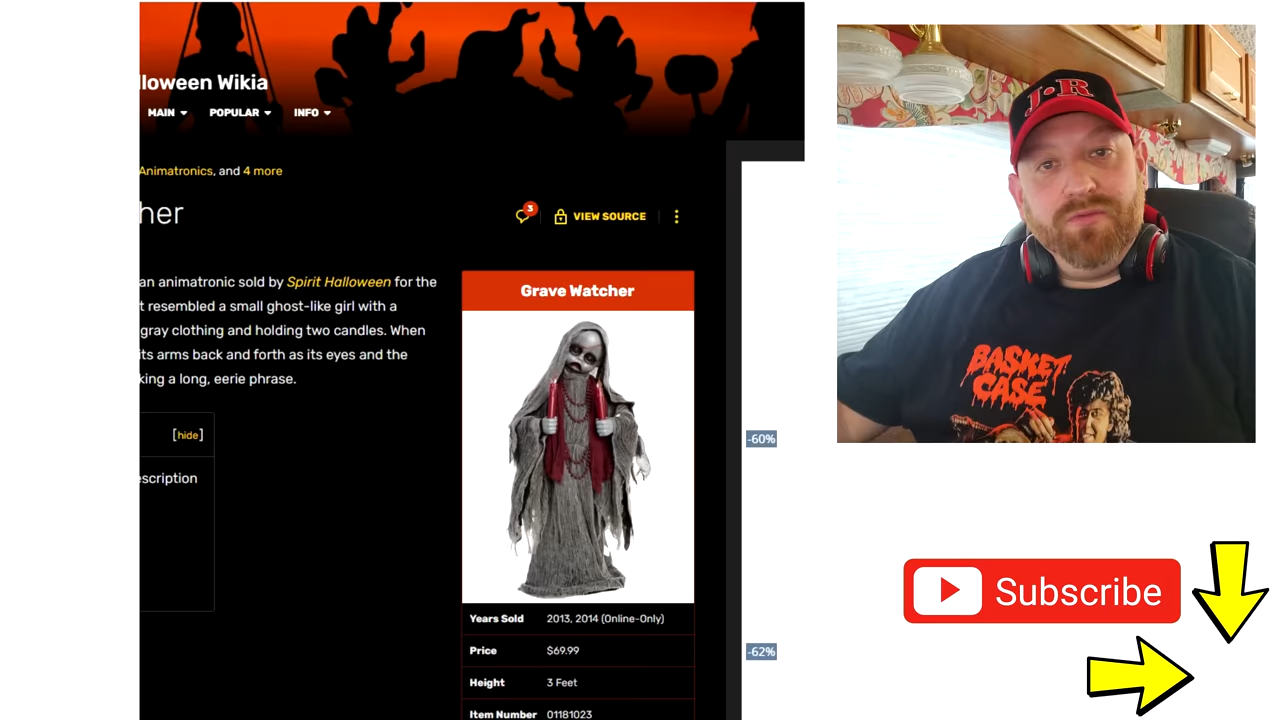 lloween Wikia
MAIN
POPULAR
INFO
Animatronics, and 4 more
her
3
VIEW SOURCE
an animatronic sold by Spirit Halloween for the
t resembled a small ghost-like girl with a
gray clothing and holding two candles. When
its arms back and forth as its eyes and the
king a long, eerie phrase.
[hide]
escription
Grave Watcher
Years Sold 2013, 2014 (Online-Only)
Price $69.99
Height 3 Feet
Item Number 01181023
-60%
-62%
J•R
BASKET
CASE
Subscribe